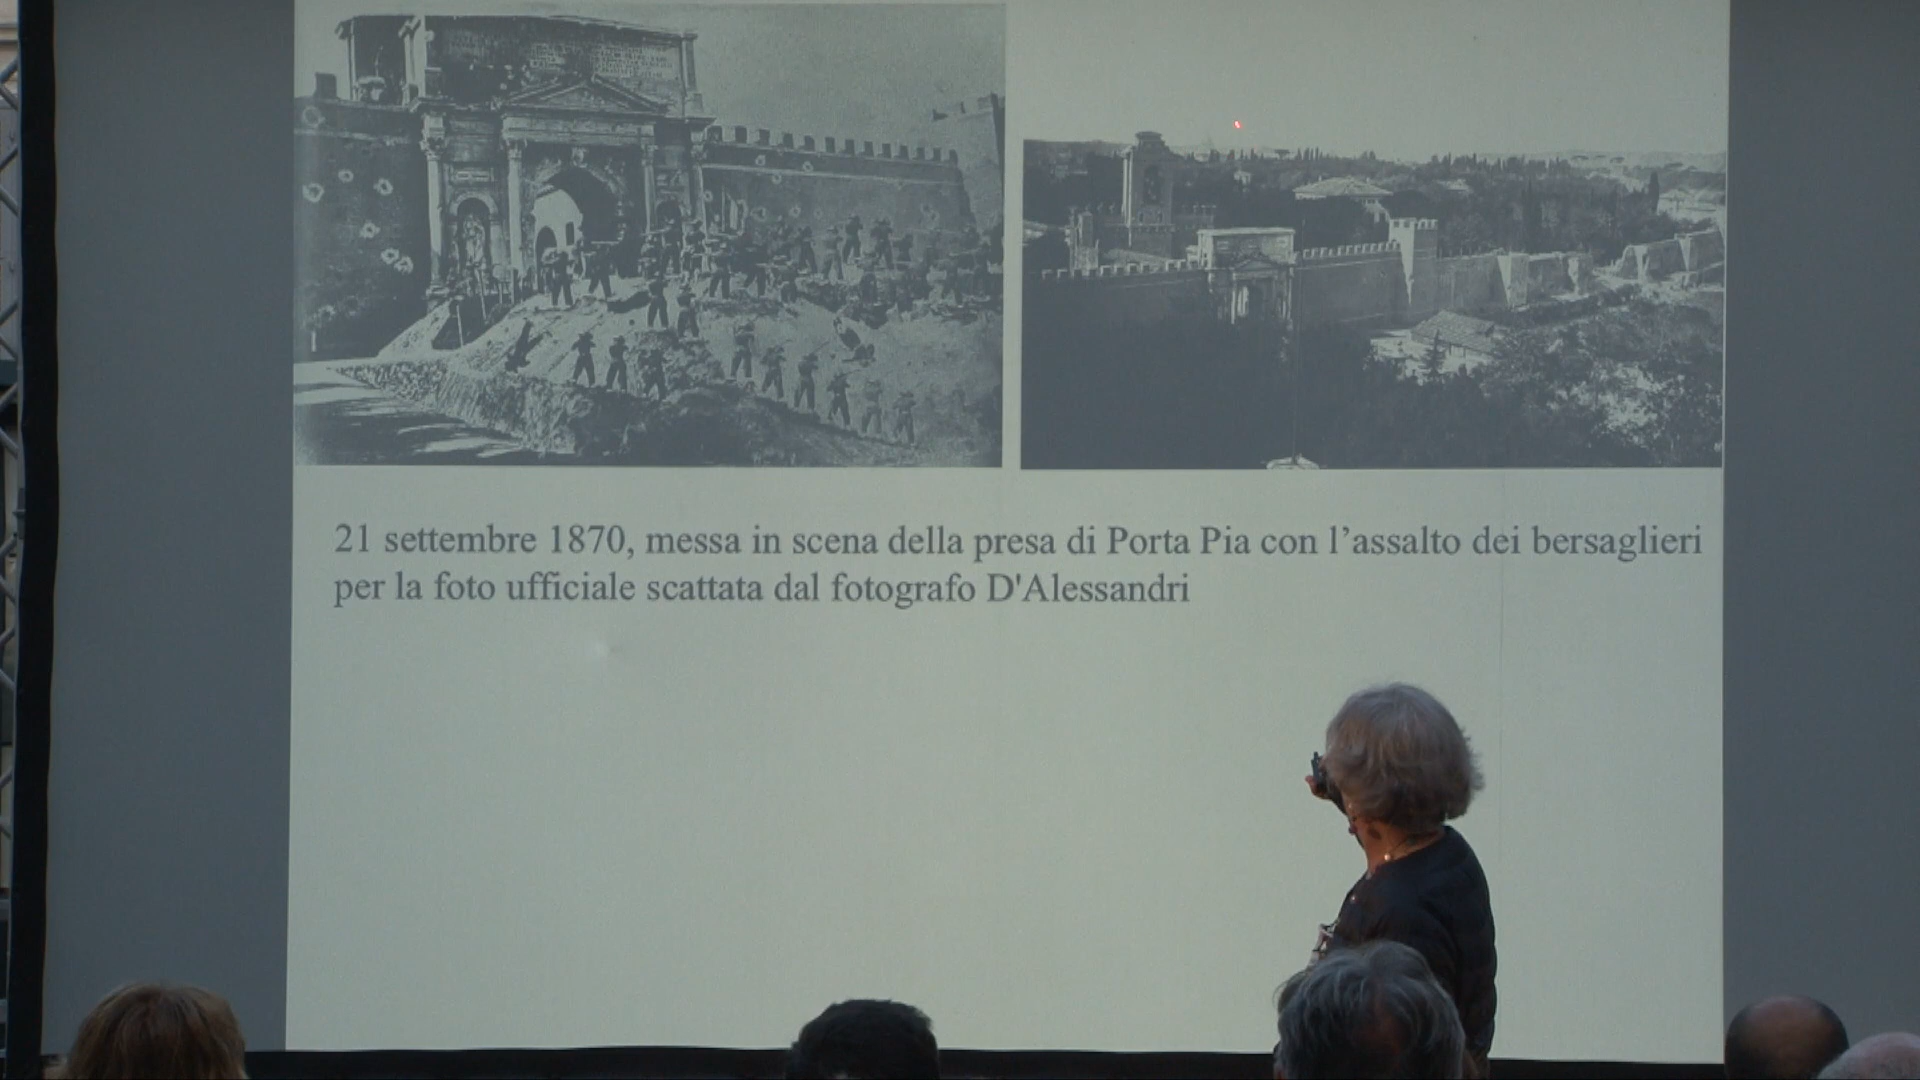 21 settembre 1870, messa in scena della presa di Porta Pia con l’assalto dei bersaglieri
per la foto ufficiale scattata dal fotografo D'Alessandri